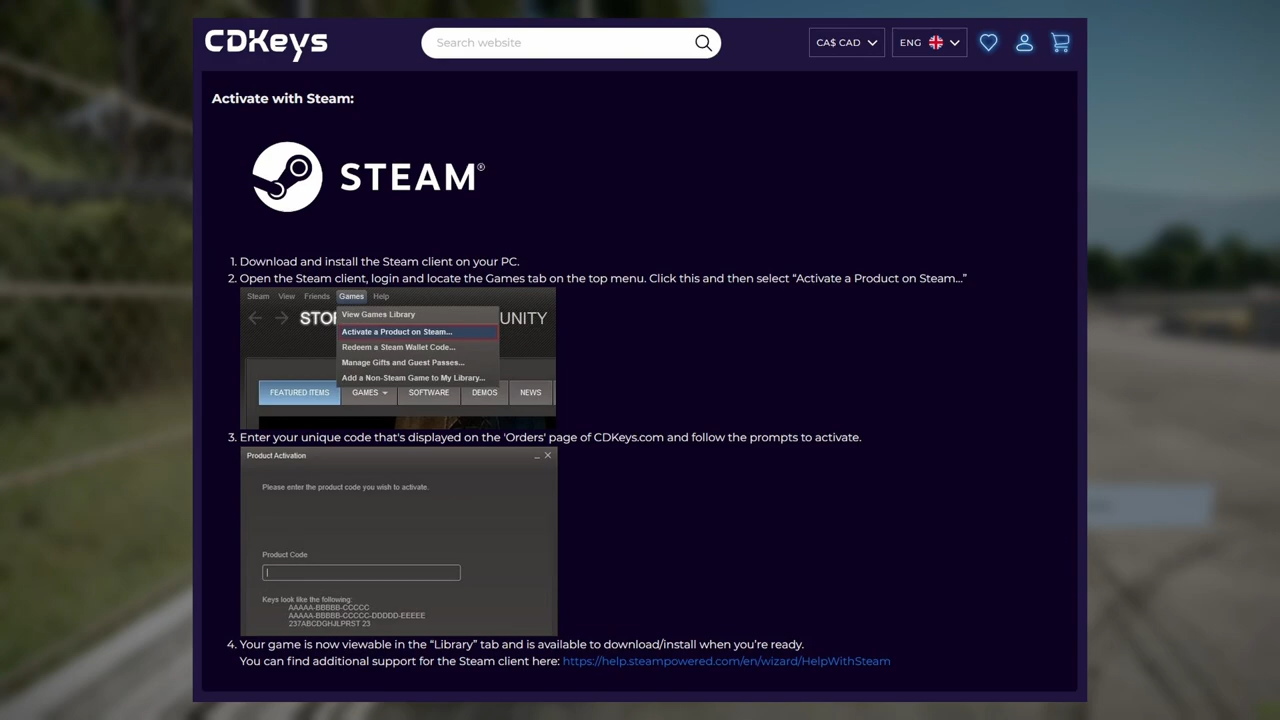 CDKeys
Search website
CA$ CAD
ENG
Activate with Steam:
STEAM®
1. Download and install the Steam client on your PC.
2. Open the Steam client, login and locate the Games tab on the top menu. Click this and then select “Activate a Product on Steam...”
Steam View Friends Games Help
View Games Library
STO UNITY
Activate a Product on Steam...
Redeem a Steam Wallet Code...
Manage Gifts and Guest Passes...
Add a Non-Steam Game to My Library...
FEATURED ITEMS GAMES SOFTWARE DEMOS NEWS
3. Enter your unique code that's displayed on the 'Orders' page of CDKeys.com and follow the prompts to activate.
Product Activation
Please enter the product code you wish to activate.
Product Code
Keys look like the following:
AAAAA-BBBBB-CCCCC
AAAAA-BBBBB-CCCCC-DDDDD-EEEEE
237ABCDGHJLPRST 23
4. Your game is now viewable in the “Library” tab and is available to download/install when you’re ready.
You can find additional support for the Steam client here: https://help.steampowered.com/en/wizard/HelpWithSteam